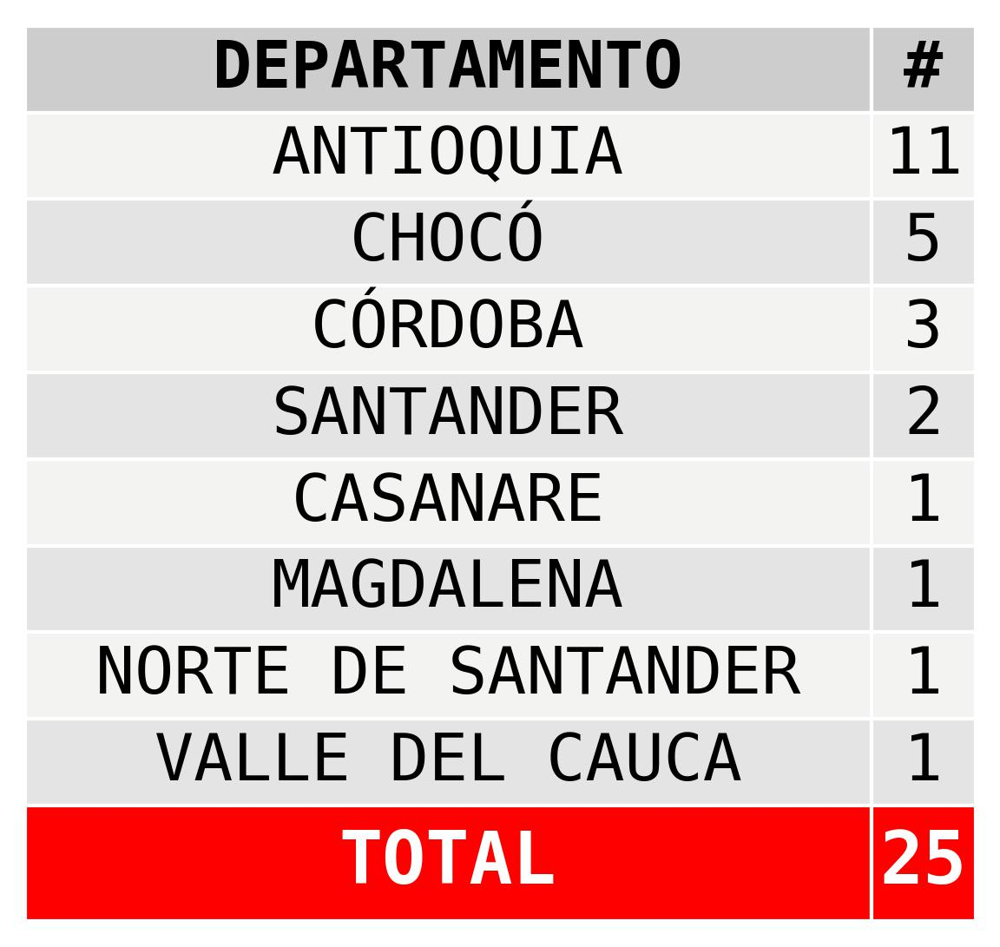 DEPARTAMENTO #
ANTIOQUIA 11
CHOCÓ 5
CÓRDOBA 3
SANTANDER 2
CASANARE 1
MAGDALENA 1
NORTE DE SANTANDER 1
VALLE DEL CAUCA 1
TOTAL 25